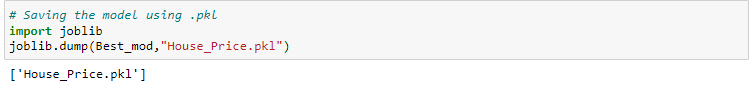 # Saving the model using .pkl
import joblib
joblib.dump(Best_mod,"House_Price.pkl")
['House_Price.pkl']